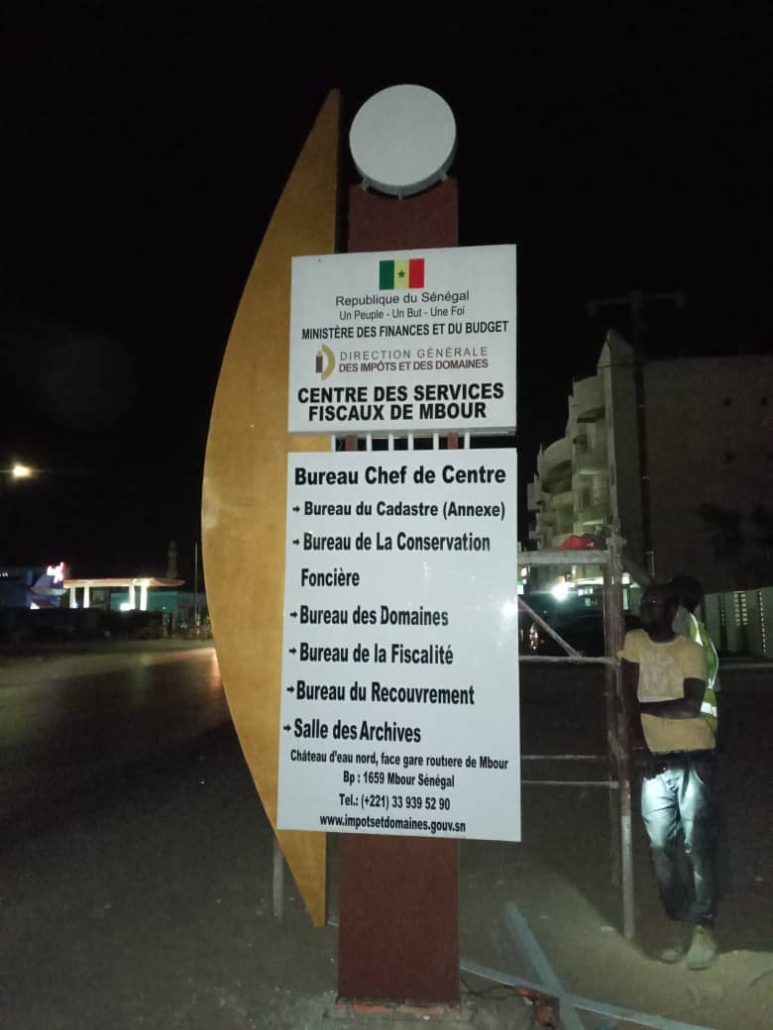 Republique du Sénégal
Un Peuple - Un But - Une Foi
MINISTÈRE DES FINANCES ET DU BUDGET
DIRECTION GÉNÉRALE
DES IMPÔTS ET DES DOMAINES
CENTRE DES SERVICES
FISCAUX DE MBOUR
Bureau Chef de Centre
→ Bureau du Cadastre (Annexe)
→ Bureau de La Conservation
Foncière
→ Bureau des Domaines
→ Bureau de la Fiscalité
→ Bureau du Recouvrement
→ Salle des Archives
Château d'eau nord, face gare routière de Mbour
Bp : 1659 Mbour Sénégal
Tel.: (+221) 33 939 52 90
www.impotsetdomaines.gouv.sn